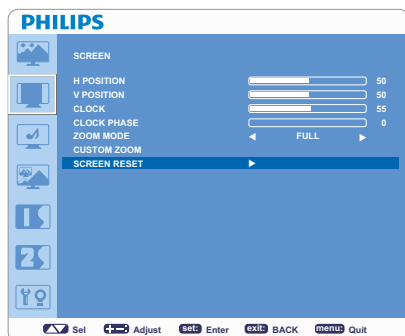 PHILIPS
SCREEN
H POSITION 50
V POSITION 50
CLOCK 55
CLOCK PHASE 0
ZOOM MODE FULL
CUSTOM ZOOM
SCREEN RESET
Sel Adjust set: Enter exit: BACK menu: Quit